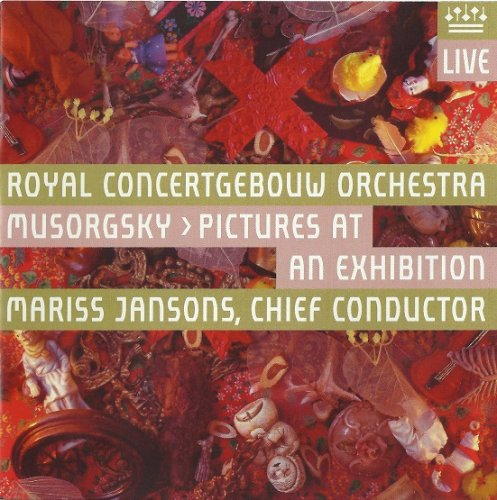 LIVE
ROYAL CONCERTGEBOUW ORCHESTRA
MUSORGSKY > PICTURES AT
AN EXHIBITION
MARISS JANSONS, CHIEF CONDUCTOR